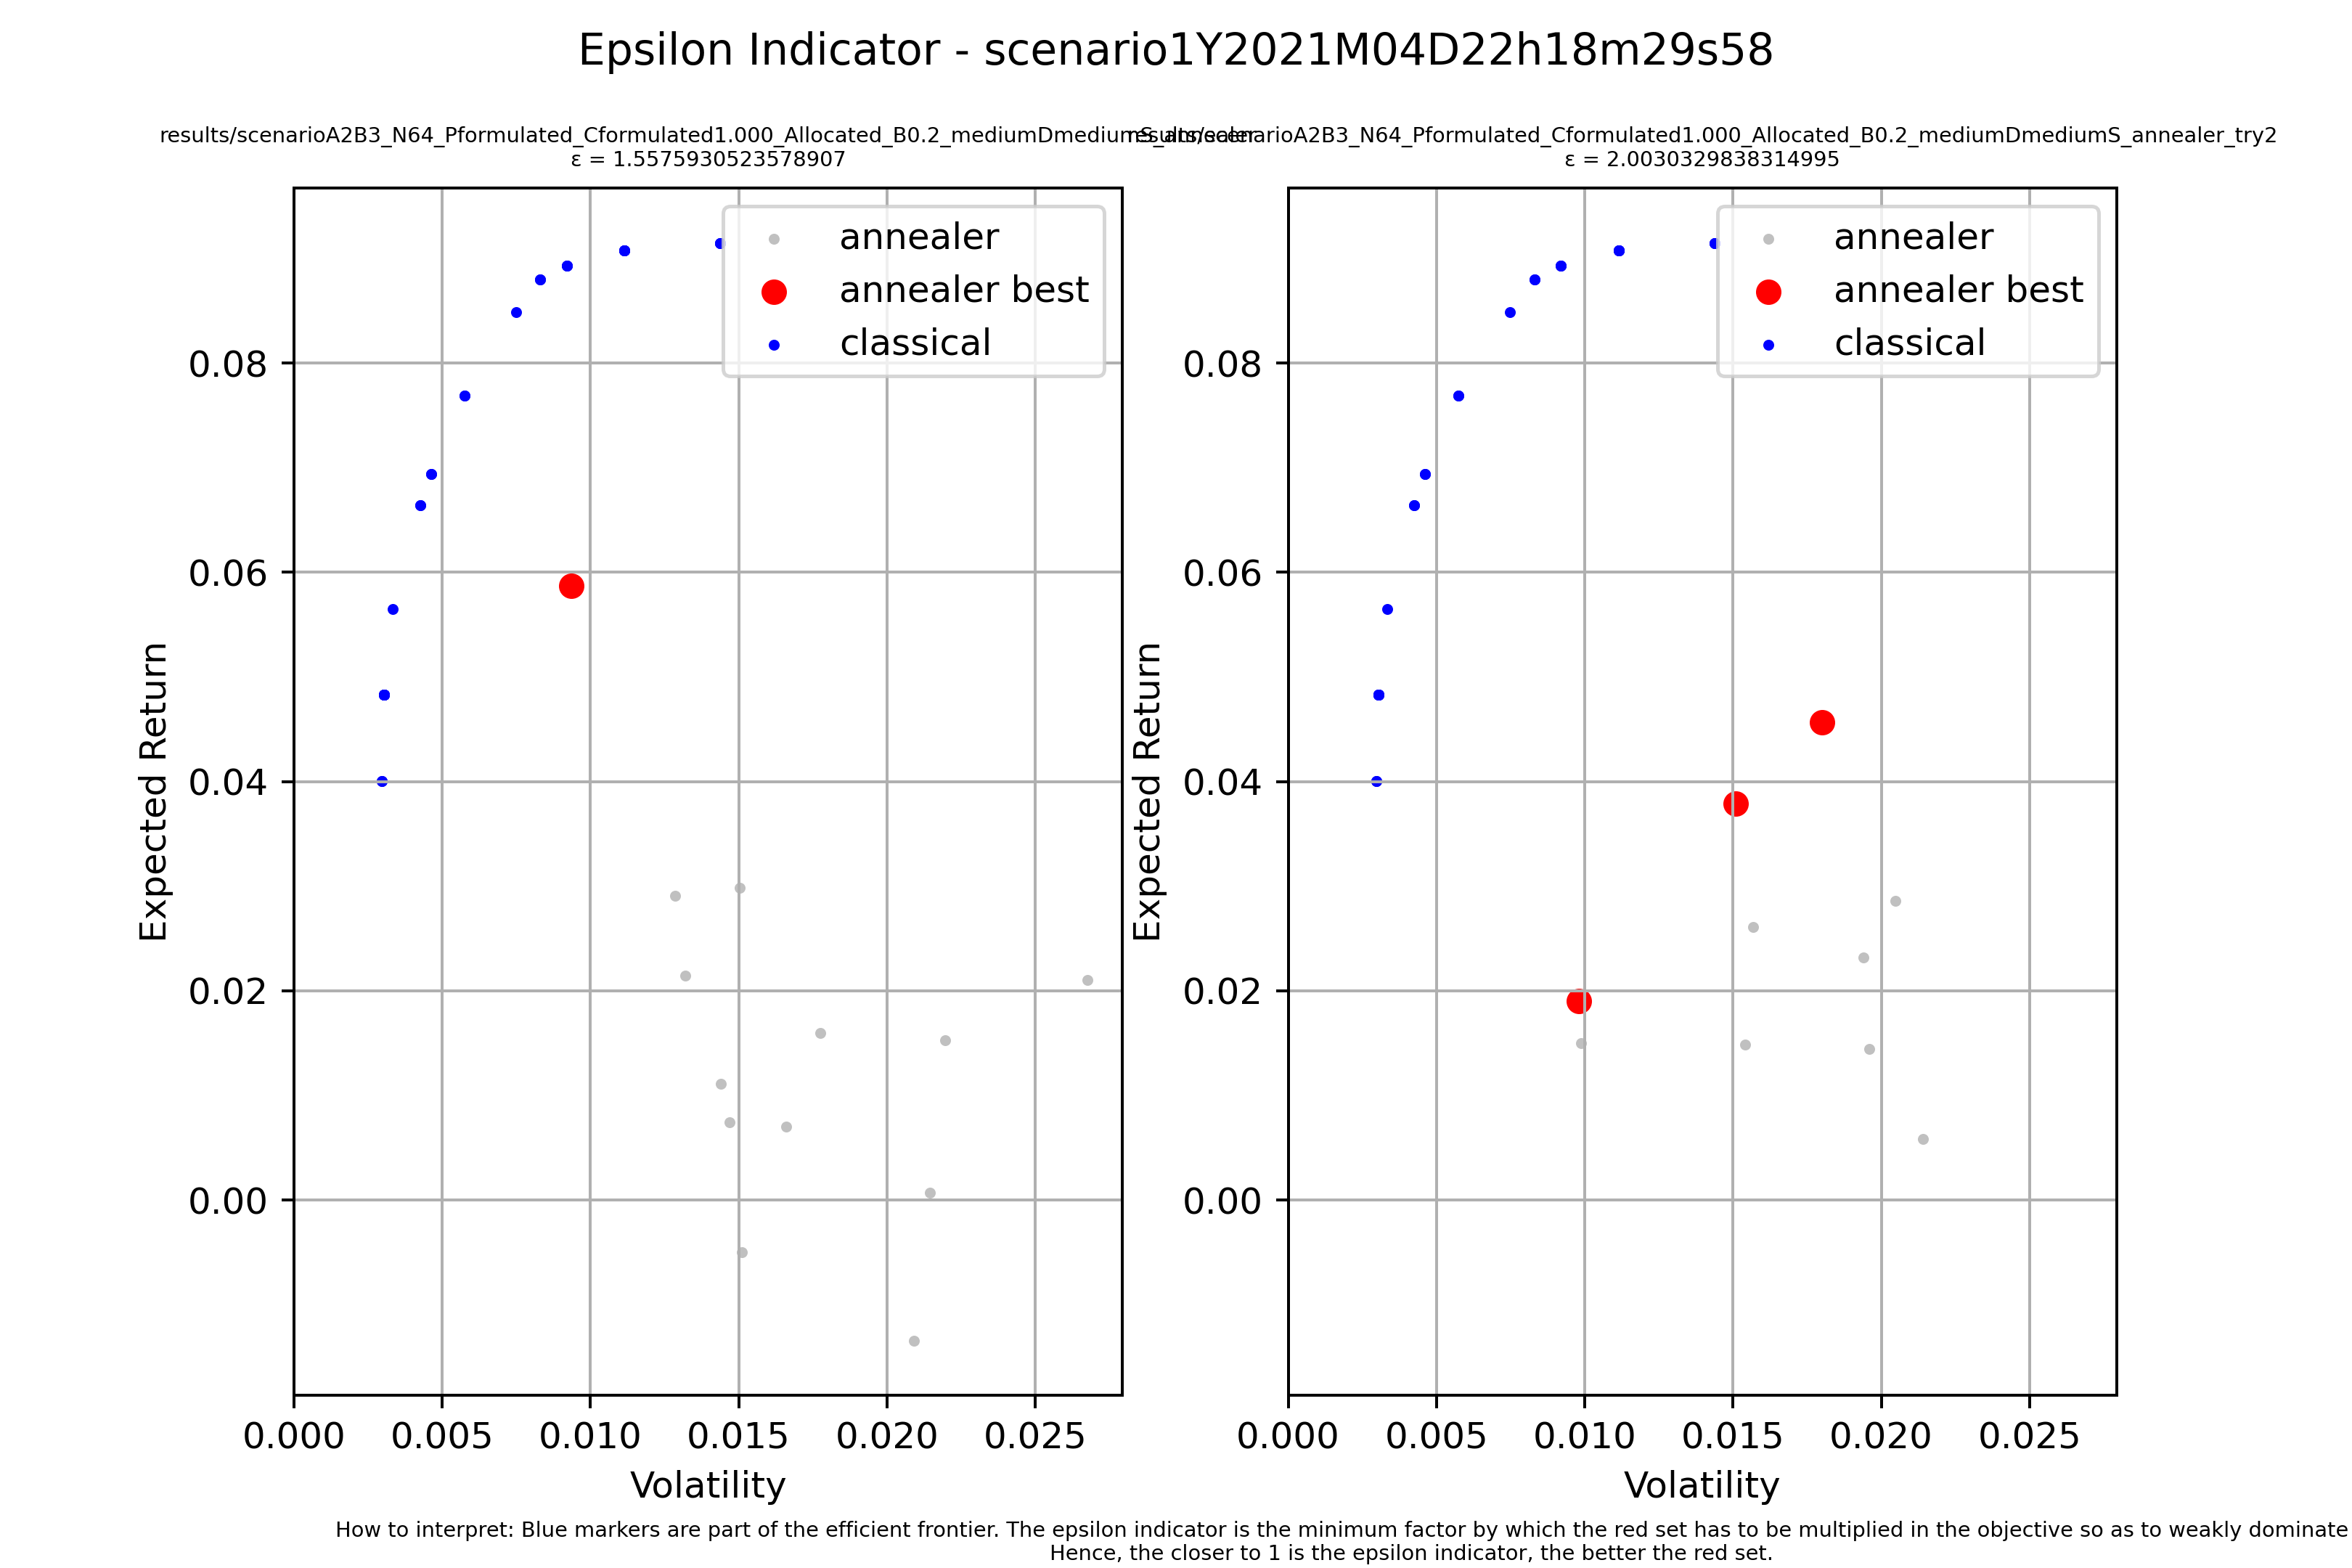 Epsilon Indicator - scenario1Y2021M04D22h18m29s58
results/scenarioA2B3_N64_Pformulated_Cformulated1.000_Allocated_B0.2_mediumDmediumS_annealer
ε = 1.5575930523578907
annealer
annealer best
classical
0.08
0.06
0.04
0.02
0.00
Expected Return
0.000 0.005 0.010 0.015 0.020 0.025
Volatility
results/scenarioA2B3_N64_Pformulated_Cformulated1.000_Allocated_B0.2_mediumDmediumS_annealer_try2
ε = 2.0030329838314995
annealer
annealer best
classical
0.08
0.06
0.04
0.02
0.00
Expected Return
0.000 0.005 0.010 0.015 0.020 0.025
Volatility
How to interpret: Blue markers are part of the efficient frontier. The epsilon indicator is the minimum factor by which the red set has to be multiplied in the objective so as to weakly dominate
Hence, the closer to 1 is the epsilon indicator, the better the red set.